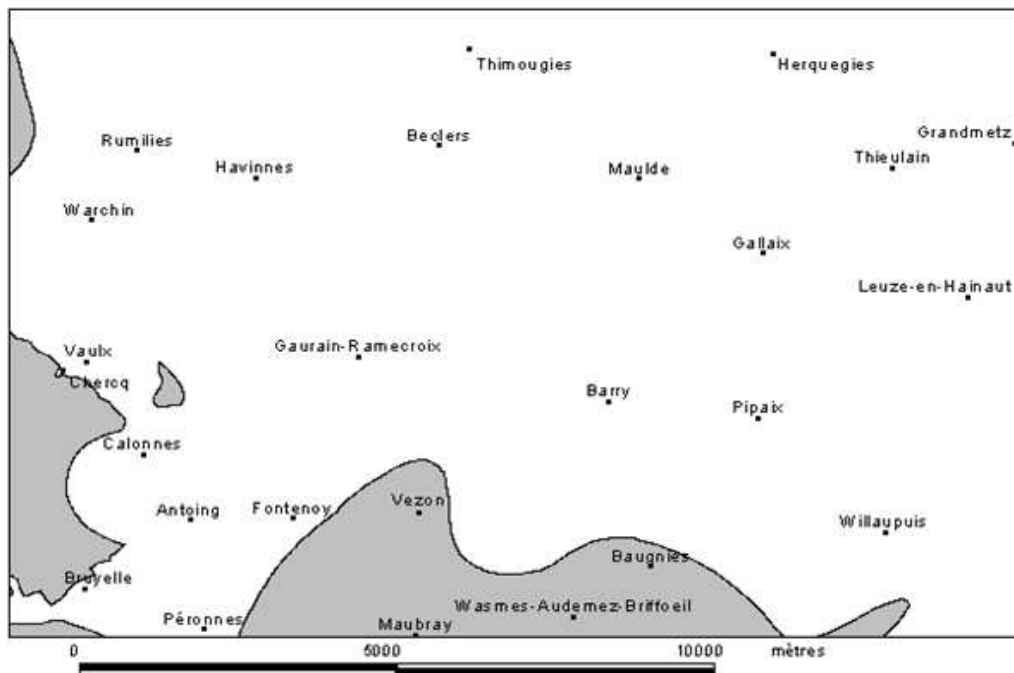 Thimougies
Herquegies
Rumilies
Beclers
Grandmetz
Havinnes
Maulde
Thieulain
Warchin
Gallaix
Leuze-en-Hainaut
Vaulx
Gaurain-Ramecroix
Chercq
Barry
Pipaix
Calonnes
Antoing
Fontenoy
Vezon
Willaupuis
Baugnies
Bruyelle
Wasmes-Audemez-Briffoeil
Péronnes
Maubray
0 5000 10000 mètres